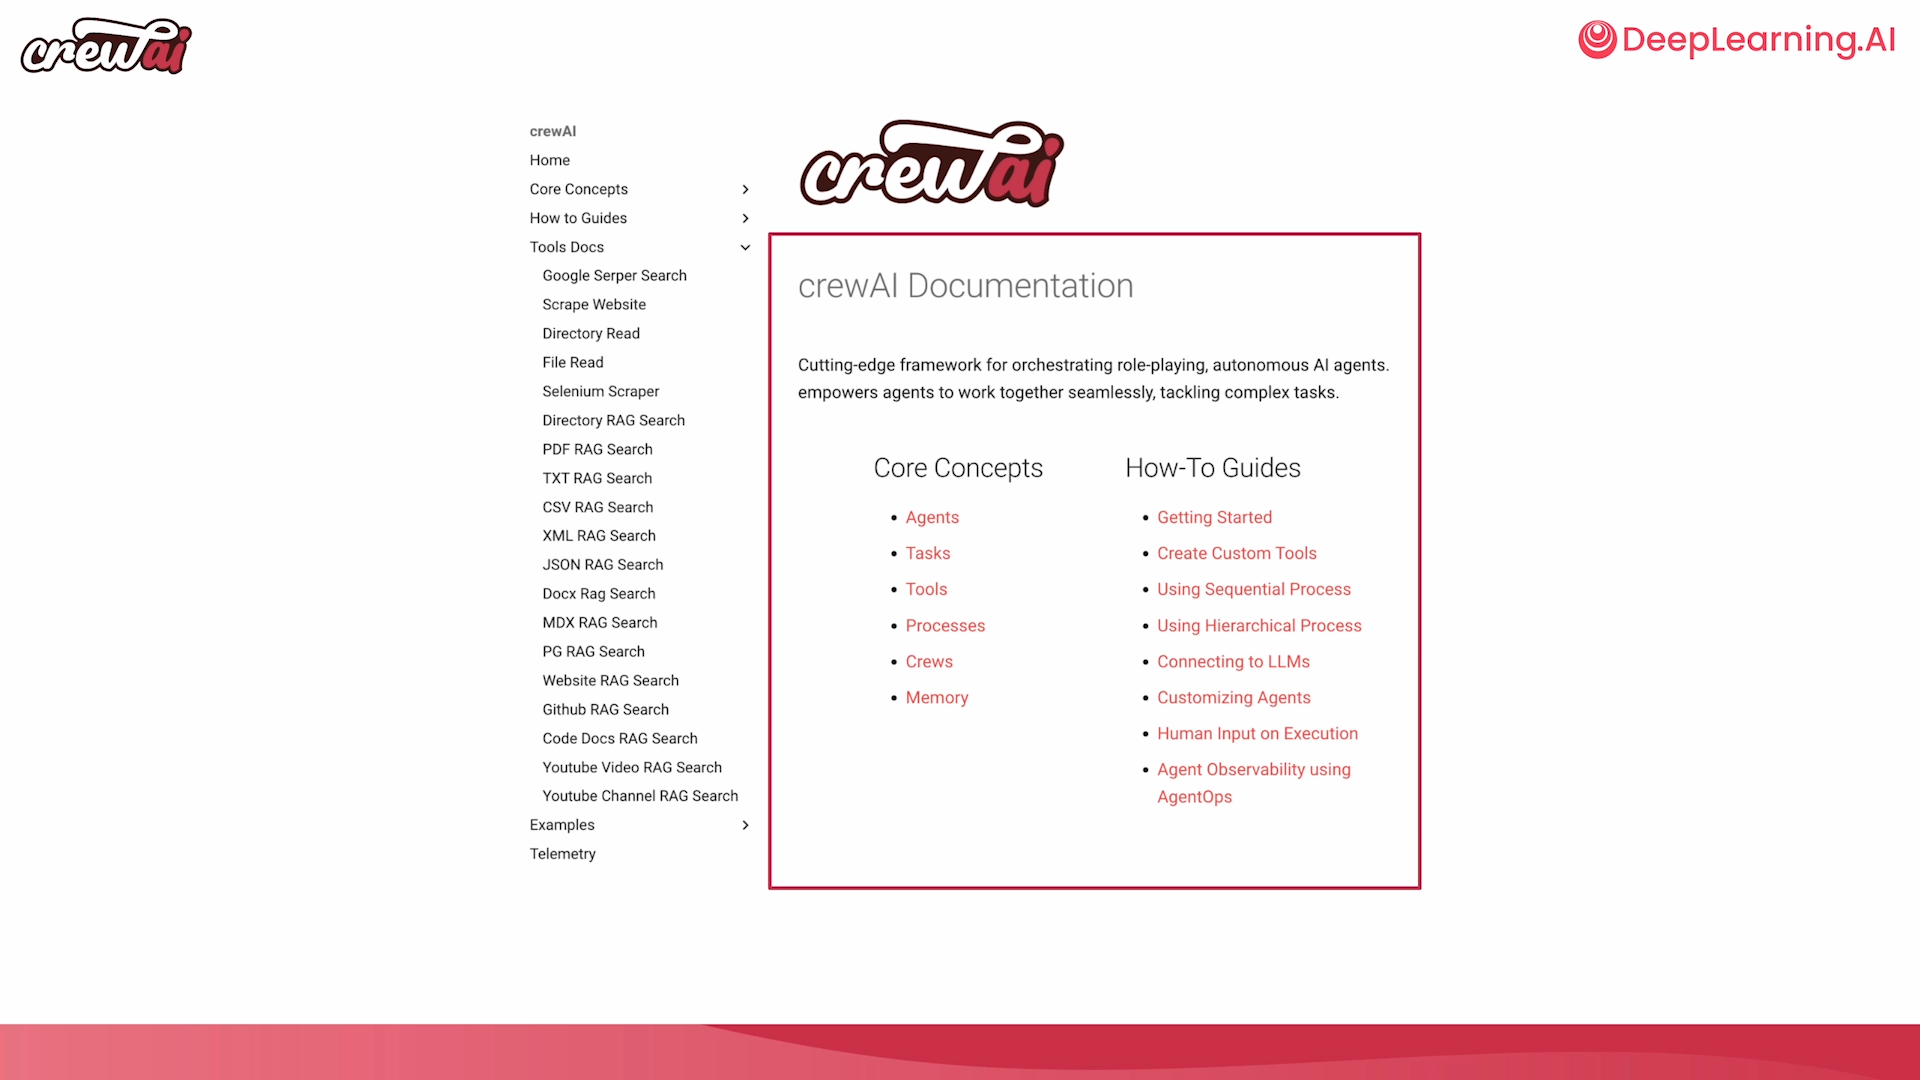 crewai
DeepLearning.AI
crewAI
Home
Core Concepts
How to Guides
Tools Docs
Google Serper Search
Scrape Website
Directory Read
File Read
Selenium Scraper
Directory RAG Search
PDF RAG Search
TXT RAG Search
CSV RAG Search
XML RAG Search
JSON RAG Search
Docx Rag Search
MDX RAG Search
PG RAG Search
Website RAG Search
Github RAG Search
Code Docs RAG Search
Youtube Video RAG Search
Youtube Channel RAG Search
Examples
Telemetry
crewai
crewAI Documentation
Cutting-edge framework for orchestrating role-playing, autonomous AI agents.
empowers agents to work together seamlessly, tackling complex tasks.
Core Concepts
• Agents
• Tasks
• Tools
• Processes
• Crews
• Memory
How-To Guides
• Getting Started
• Create Custom Tools
• Using Sequential Process
• Using Hierarchical Process
• Connecting to LLMs
• Customizing Agents
• Human Input on Execution
• Agent Observability using
AgentOps